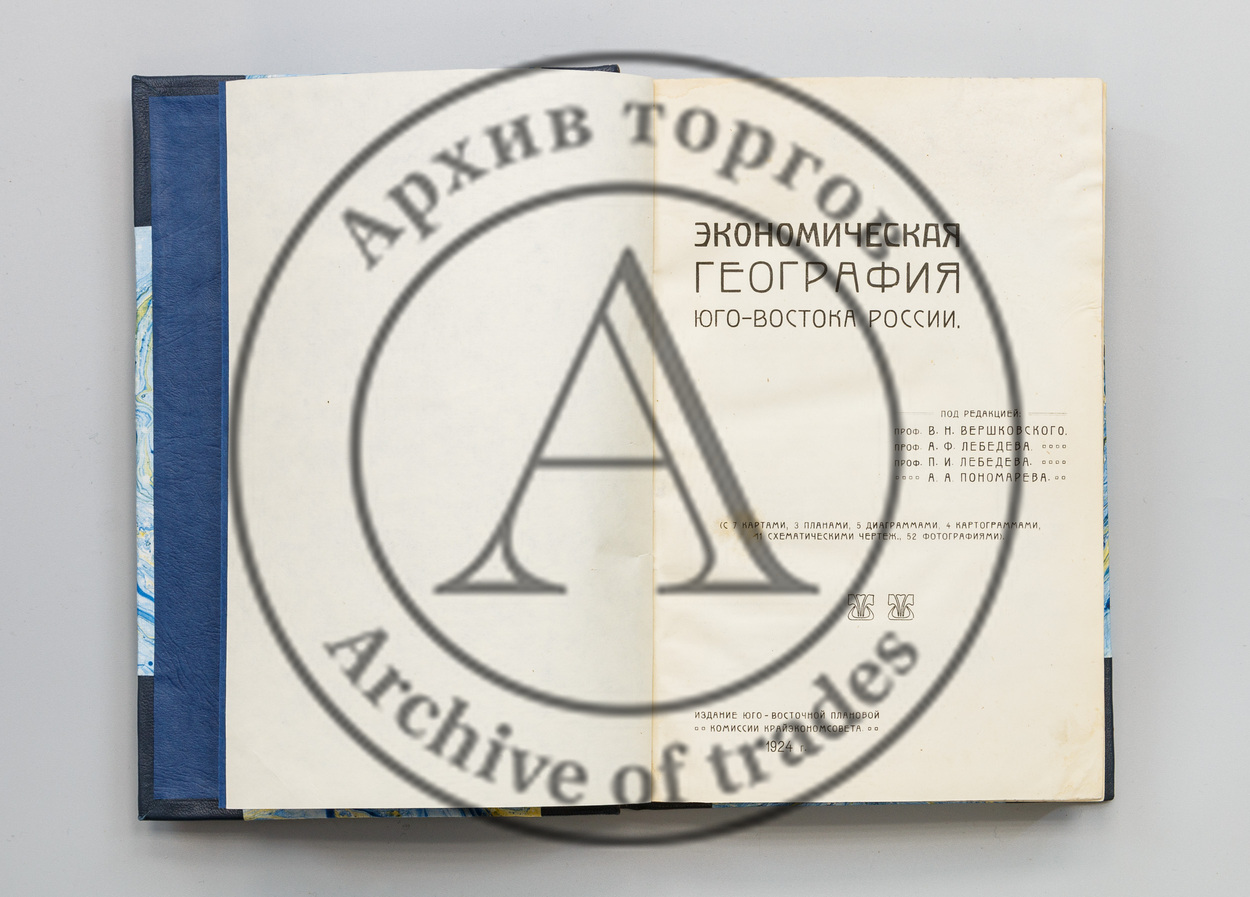 Архив торгов
ЭКОНОМИЧЕСКАЯ
ГЕОГРАФИЯ
ЮГО-ВОСТОКА РОССИИ.
ПОД РЕДАКЦИЕЙ:
ПРОФ. В. Н. ВЕРШКОВСКОГО.
ПРОФ. А. Ф. ЛЕБЕДЕВА.
ПРОФ. П. И. ЛЕБЕДЕВА.
А. А. ПОНОМАРЕВА.
(С 7 КАРТАМИ, 3 ПЛАНАМИ, 5 ДИАГРАММАМИ, 4 КАРТОГРАММАМИ,
11 СХЕМАТИЧЕСКИМИ ЧЕРТЕЖ., 52 ФОТОГРАФИЯМИ).
ИЗДАНИЕ ЮГО-ВОСТОЧНОЙ ПЛАНОВОЙ
КОМИССИИ КРАЙЭКОНОМСОВЕТА
1924 г.
A
Archive of trades